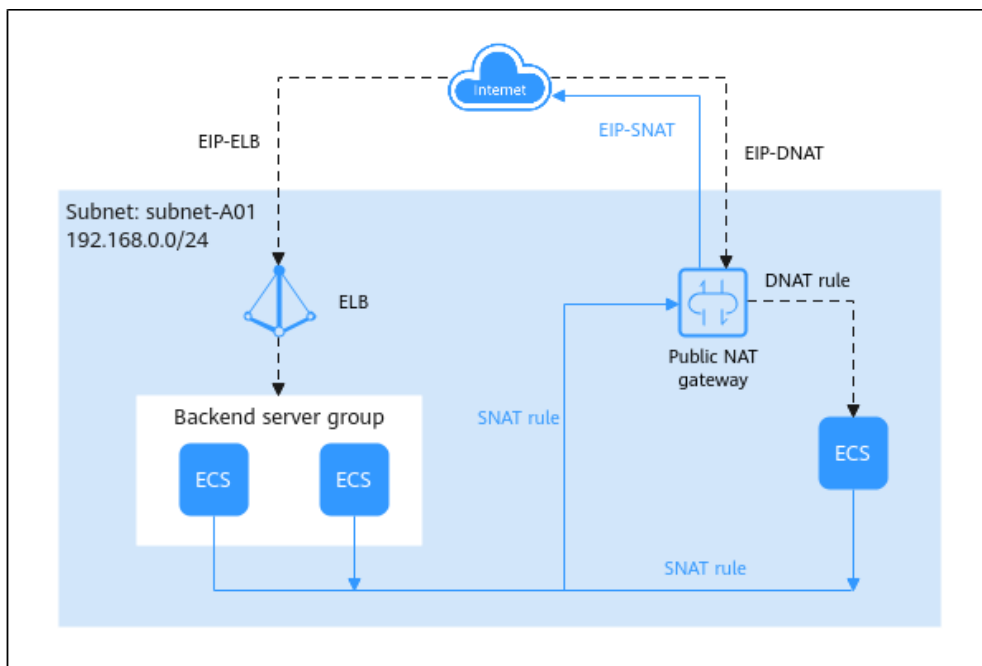 Internet
EIP-SNAT
EIP-ELB
EIP-DNAT
Subnet: subnet-A01
192.168.0.0/24
DNAT rule
ELB
Public NAT
gateway
Backend server group
SNAT rule
ECS
ECS
ECS
SNAT rule